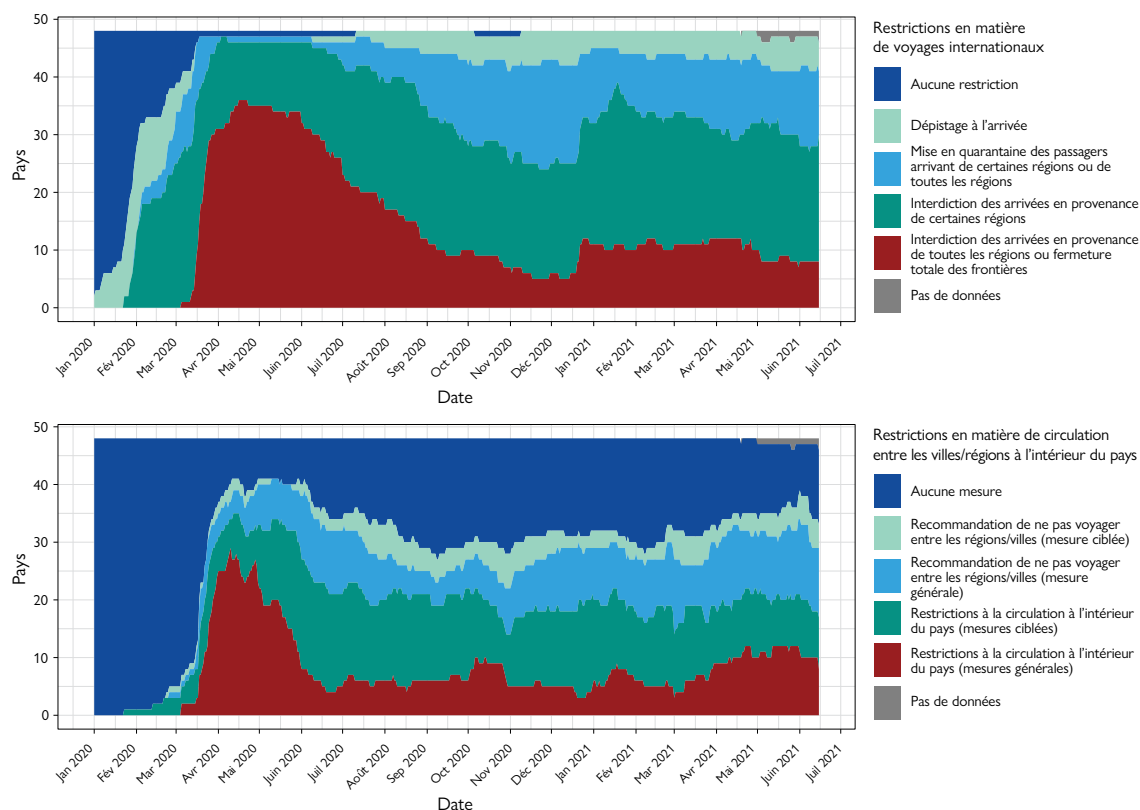 50
40
30
20
10
0
Pays
Jan 2020
Fév 2020
Mar 2020
Avr 2020
Mai 2020
Juin 2020
Juil 2020
Août 2020
Sep 2020
Oct 2020
Nov 2020
Déc 2020
Jan 2021
Fév 2021
Mar 2021
Avr 2021
Mai 2021
Juin 2021
Juil 2021
Date
Restrictions en matière
de voyages internationaux
Aucune restriction
Dépistage à l'arrivée
Mise en quarantaine des passagers
arrivant de certaines régions ou de
toutes les régions
Interdiction des arrivées en provenance
de certaines régions
Interdiction des arrivées en provenance
de toutes les régions ou fermeture
totale des frontières
Pas de données
50
40
30
20
10
0
Pays
Jan 2020
Fév 2020
Mar 2020
Avr 2020
Mai 2020
Juin 2020
Juil 2020
Août 2020
Sep 2020
Oct 2020
Nov 2020
Déc 2020
Jan 2021
Fév 2021
Mar 2021
Avr 2021
Mai 2021
Juin 2021
Juil 2021
Date
Restrictions en matière de circulation
entre les villes/régions à l'intérieur du pays
Aucune mesure
Recommandation de ne pas voyager
entre les régions/villes (mesure ciblée)
Recommandation de ne pas voyager
entre les régions/villes (mesure
générale)
Restrictions à la circulation à l'intérieur
du pays (mesures ciblées)
Restrictions à la circulation à l'intérieur
du pays (mesures générales)
Pas de données